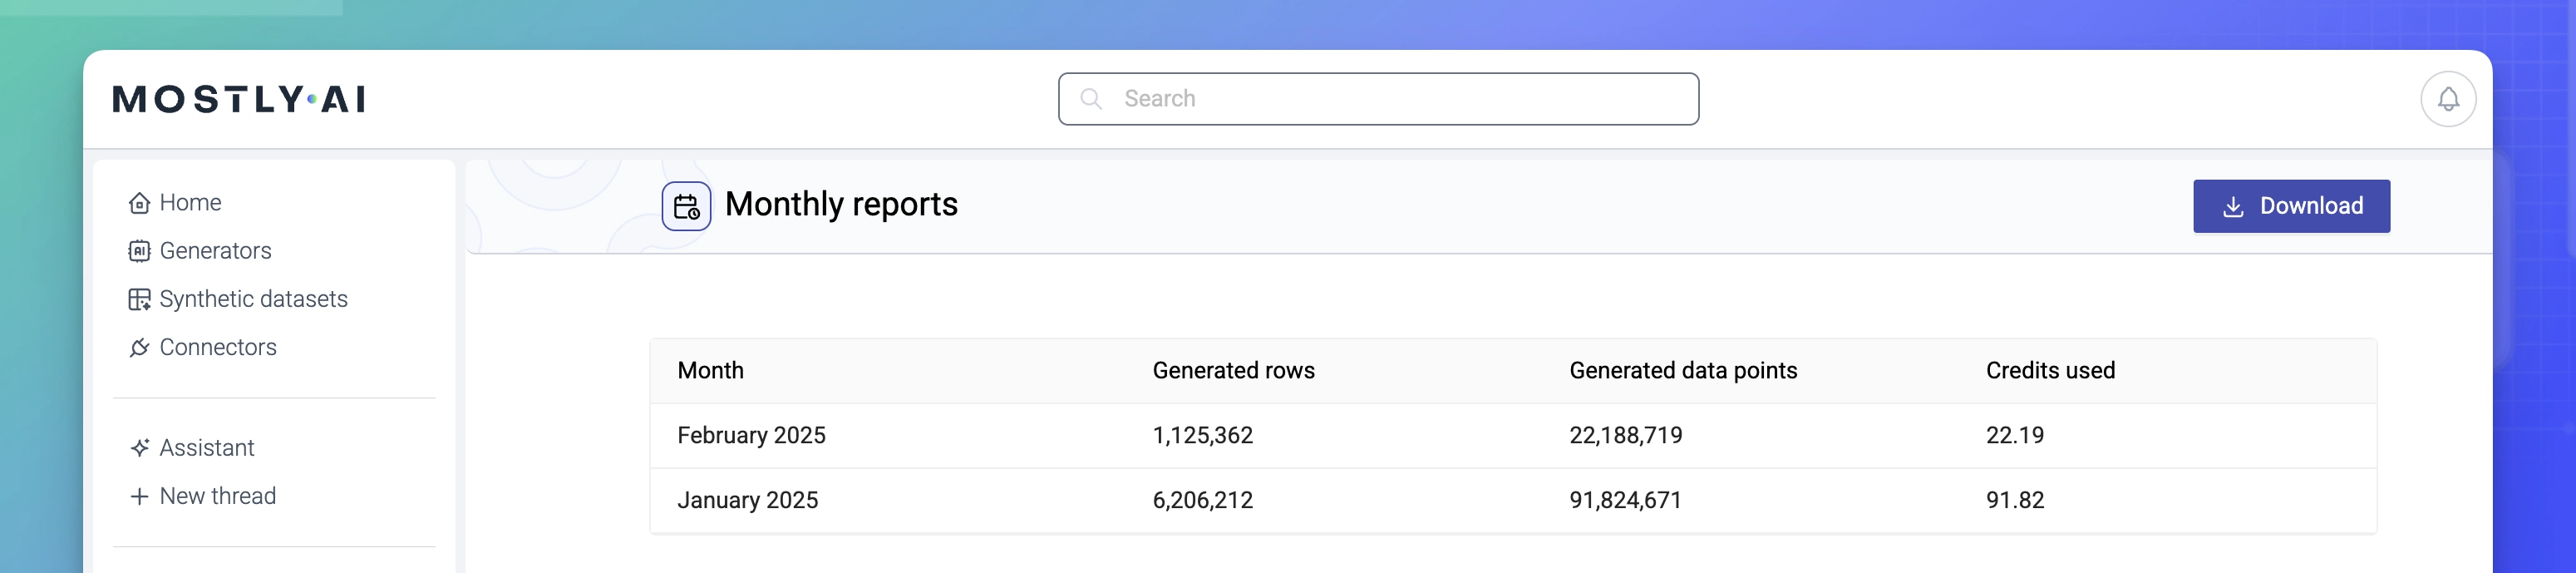 MOSTLY·AI
Search
Home
Generators
Synthetic datasets
Connectors
Assistant
New thread
Monthly reports
Download
Month Generated rows Generated data points Credits used
February 2025 1,125,362 22,188,719 22.19
January 2025 6,206,212 91,824,671 91.82